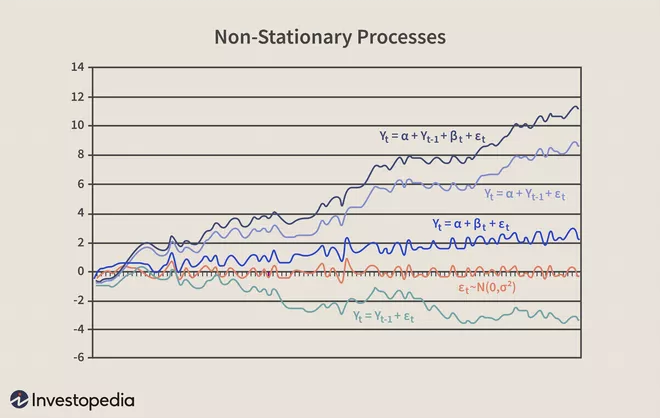 Non-Stationary Processes
14
12
10
8
6
4
2
0
-2
-4
-6
Yt = α + Yt-1 + βt + εt
Yt = α + Yt-1 + εt
Yt = α + βt + εt
εt~N(0,σ²)
Yt = Yt-1 + εt
Investopedia